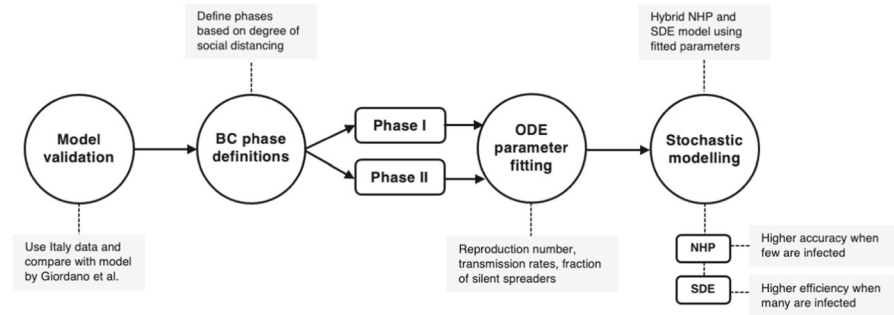 Define phases
based on degree of
social distancing
Hybrid NHP and
SDE model using
fitted parameters
Model
validation
BC phase
definitions
Phase I
Phase II
ODE
parameter
fitting
Stochastic
modelling
Use Italy data and
compare with model
by Giordano et al.
Reproduction number,
transmission rates, fraction
of silent spreaders
NHP
Higher accuracy when
few are infected
SDE
Higher efficiency when
many are infected